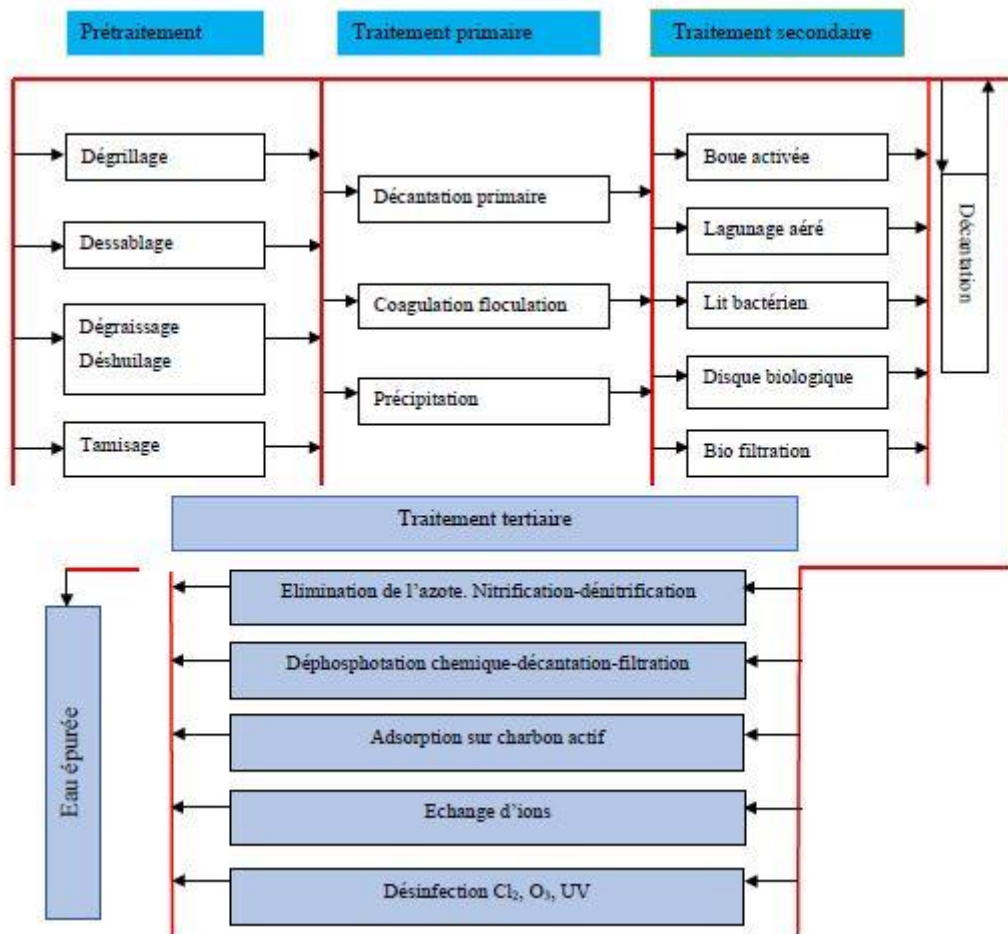 Prétraitement
Traitement primaire
Traitement secondaire
Dégrillage
Dessablage
Dégraissage
Déshuilage
Tamisage
Décantation primaire
Coagulation floculation
Précipitation
Boue activée
Lagunage aéré
Lit bactérien
Disque biologique
Bio filtration
Décantation
Traitement tertiaire
Elimination de l’azote. Nitrification-dénitrification
Déphosphotation chemique-décantation-filtration
Adsorption sur charbon actif
Echange d’ions
Désinfection Cl₂, O₃, UV
Eau épurée